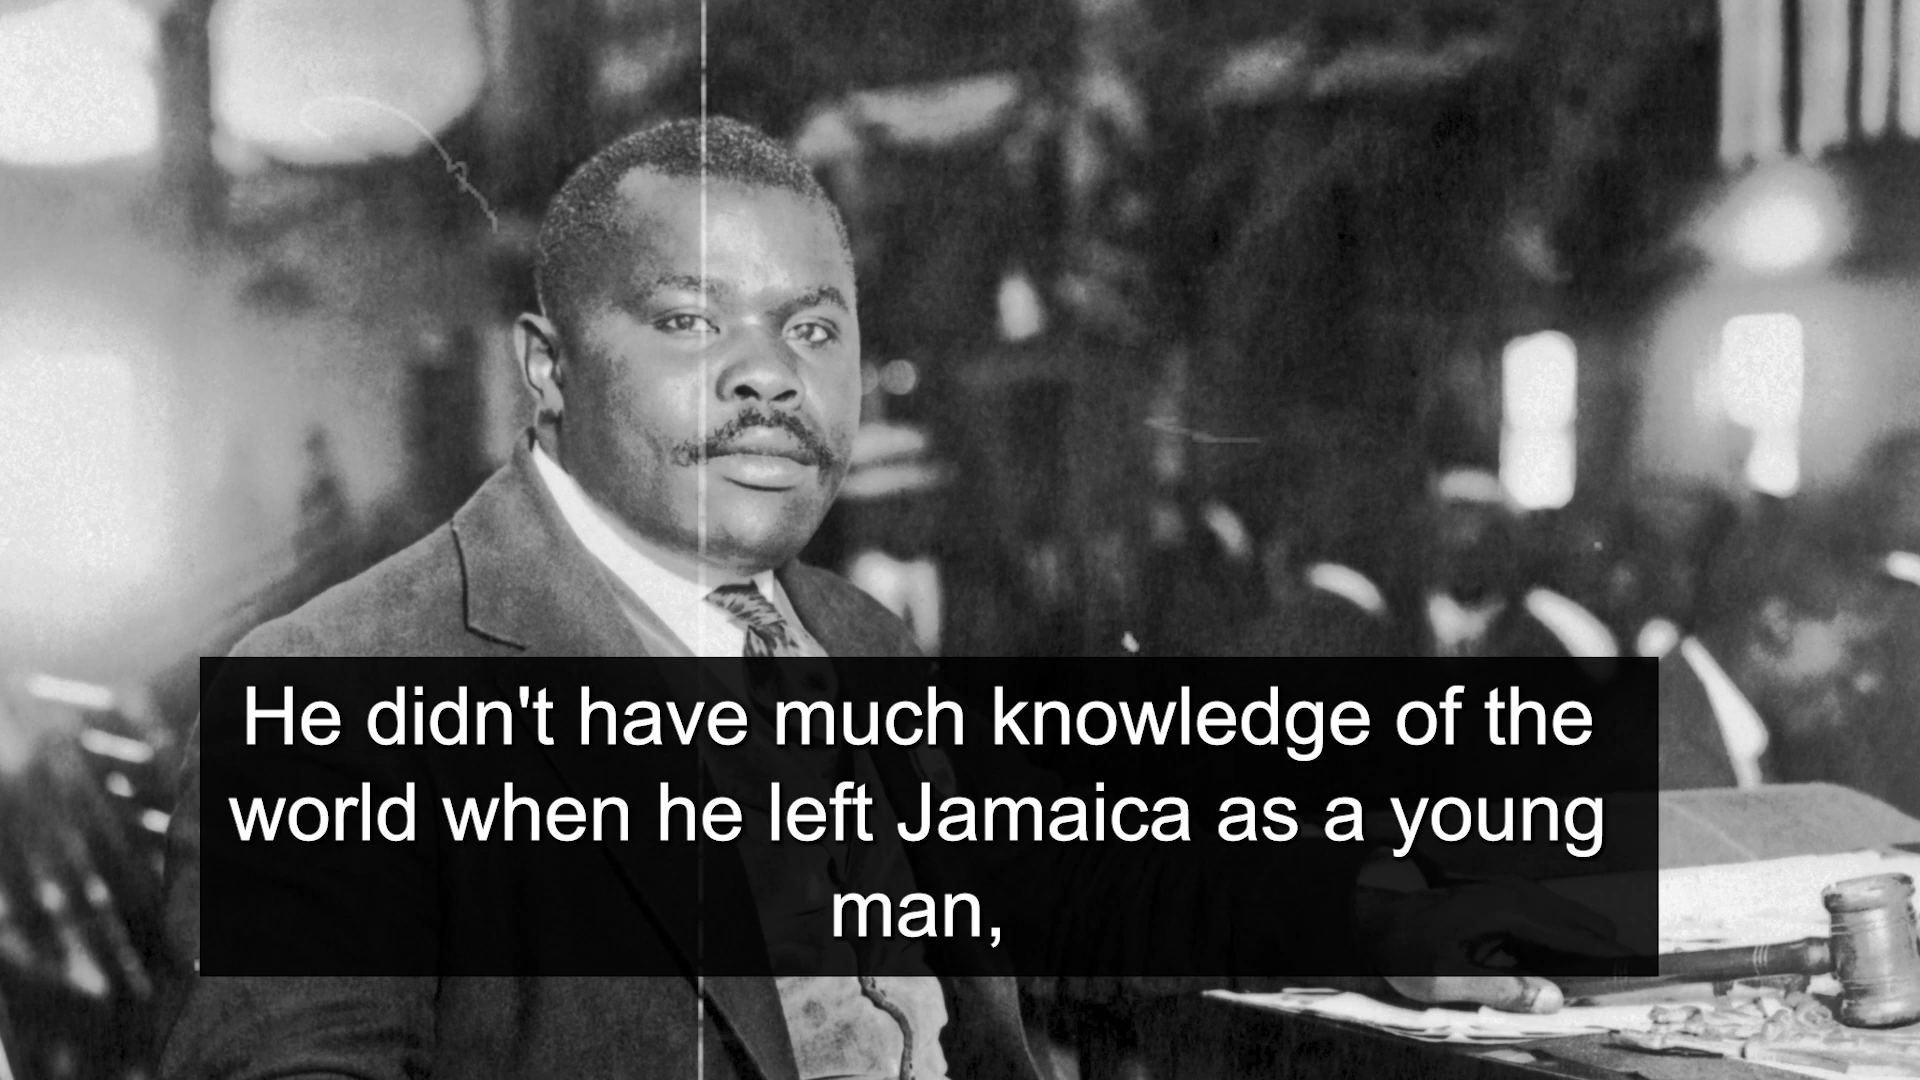 He didn't have much knowledge of the
world when he left Jamaica as a young
man,